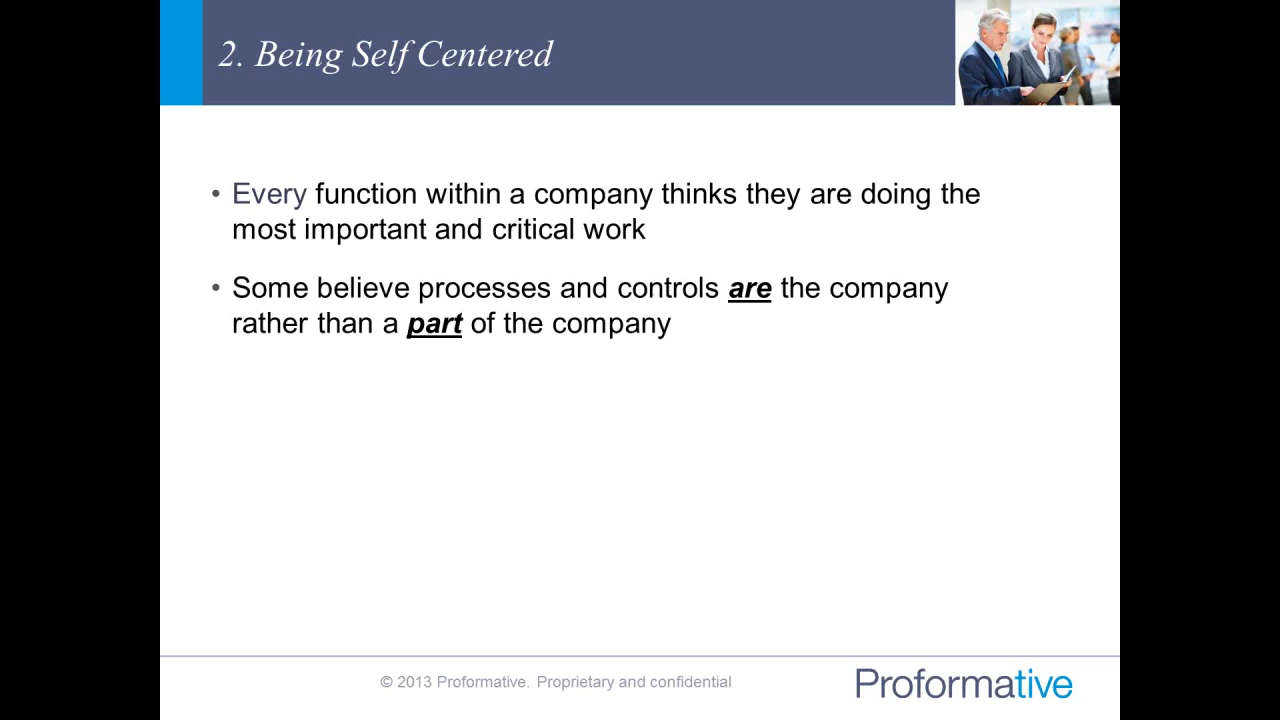 2. Being Self Centered
• Every function within a company thinks they are doing the
most important and critical work
• Some believe processes and controls are the company
rather than a part of the company
© 2013 Proformative. Proprietary and confidential
Proformative